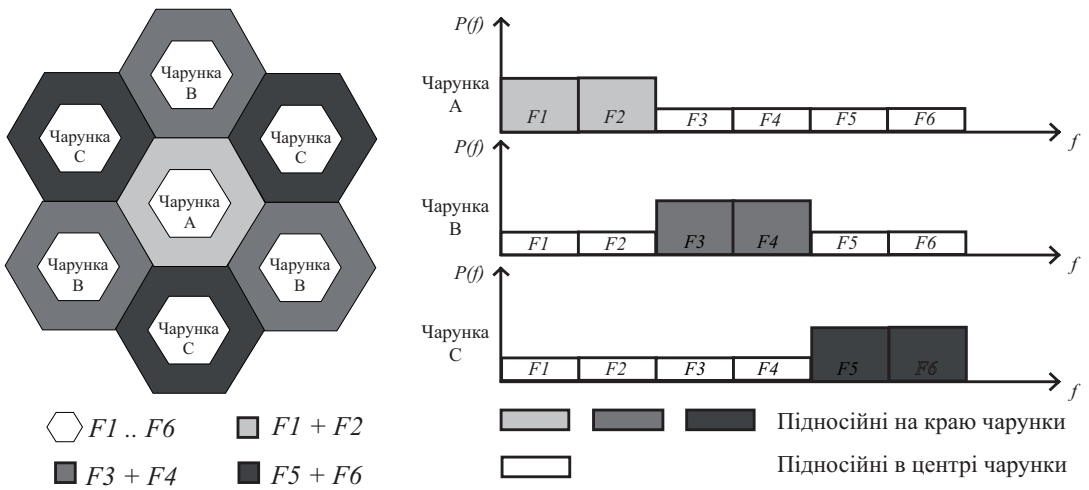 Чарунка
B
Чарунка
C
Чарунка
C
Чарунка
A
Чарунка
B
Чарунка
B
Чарунка
C
F1 .. F6
F1 + F2
F3 + F4
F5 + F6
P(f)
Чарунка
A
F1 F2 F3 F4 F5 F6
f
P(f)
Чарунка
B
F1 F2 F3 F4 F5 F6
f
P(f)
Чарунка
C
F1 F2 F3 F4 F5 F6
f
Підносійні на краю чарунки
Підносійні в центрі чарунки